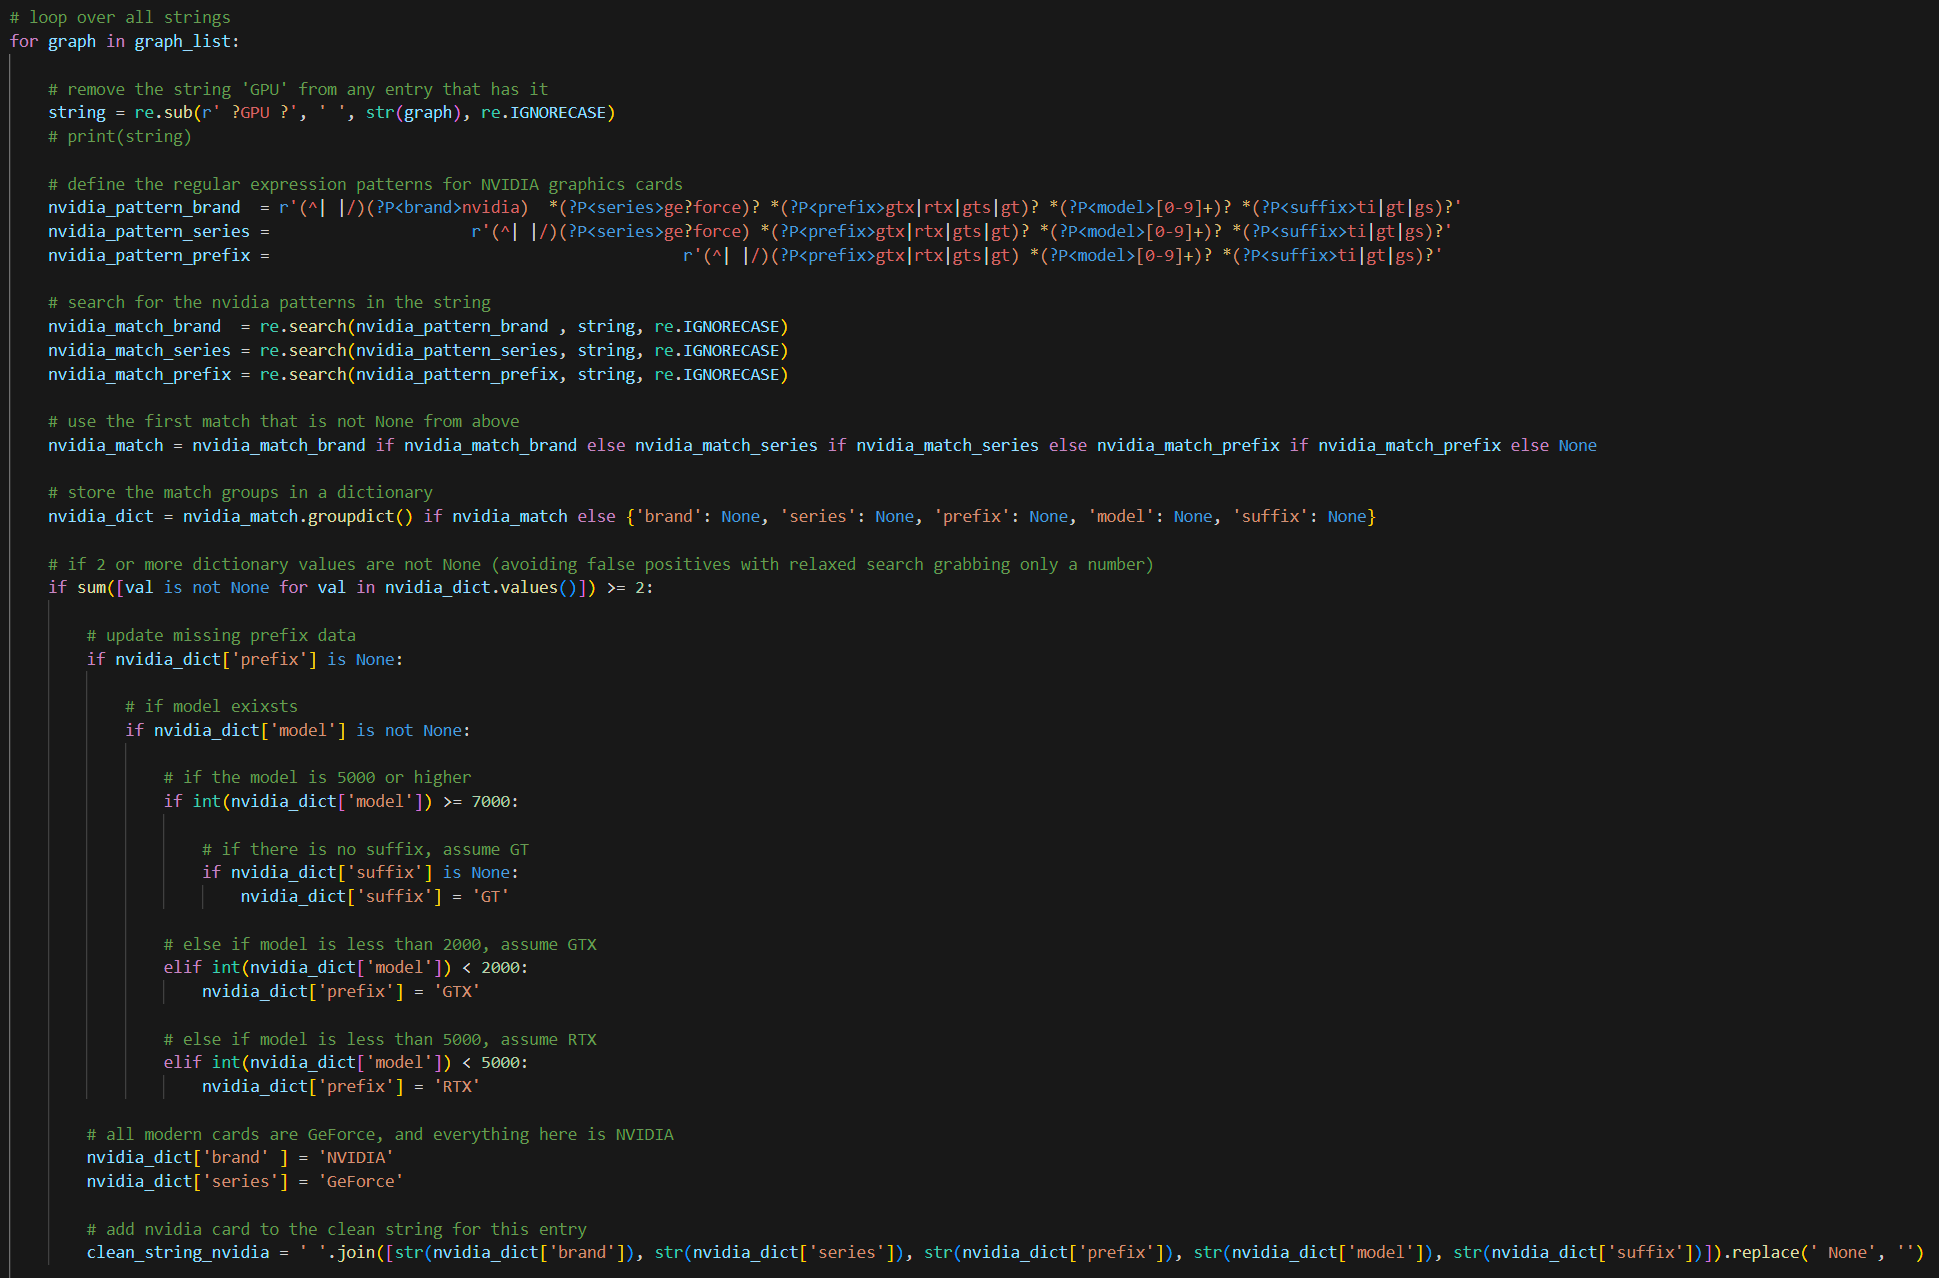 # loop over all strings
for graph in graph_list:
# remove the string 'GPU' from any entry that has it
string = re.sub(r' ?GPU ?', ' ', str(graph), re.IGNORECASE)
# print(string)
# define the regular expression patterns for NVIDIA graphics cards
nvidia_pattern_brand  = r'(^| |/)(?P<brand>nvidia)  *(?P<series>ge?force)? *(?P<prefix>gtx|rtx|gts|gt)? *(?P<model>[0-9]+)? *(?P<suffix>ti|gt|gs)?'
nvidia_pattern_series =                     r'(^| |/)(?P<series>ge?force) *(?P<prefix>gtx|rtx|gts|gt)? *(?P<model>[0-9]+)? *(?P<suffix>ti|gt|gs)?'
nvidia_pattern_prefix =                                           r'(^| |/)(?P<prefix>gtx|rtx|gts|gt) *(?P<model>[0-9]+)? *(?P<suffix>ti|gt|gs)?'
# search for the nvidia patterns in the string
nvidia_match_brand  = re.search(nvidia_pattern_brand , string, re.IGNORECASE)
nvidia_match_series = re.search(nvidia_pattern_series, string, re.IGNORECASE)
nvidia_match_prefix = re.search(nvidia_pattern_prefix, string, re.IGNORECASE)
# use the first match that is not None from above
nvidia_match = nvidia_match_brand if nvidia_match_brand else nvidia_match_series if nvidia_match_series else nvidia_match_prefix if nvidia_match_prefix else None
# store the match groups in a dictionary
nvidia_dict = nvidia_match.groupdict() if nvidia_match else {'brand': None, 'series': None, 'prefix': None, 'model': None, 'suffix': None}
# if 2 or more dictionary values are not None (avoiding false positives with relaxed search grabbing only a number)
if sum([val is not None for val in nvidia_dict.values()]) >= 2:
# update missing prefix data
if nvidia_dict['prefix'] is None:
# if model exixsts
if nvidia_dict['model'] is not None:
# if the model is 5000 or higher
if int(nvidia_dict['model']) >= 7000:
# if there is no suffix, assume GT
if nvidia_dict['suffix'] is None:
nvidia_dict['suffix'] = 'GT'
# else if model is less than 2000, assume GTX
elif int(nvidia_dict['model']) < 2000:
nvidia_dict['prefix'] = 'GTX'
# else if model is less than 5000, assume RTX
elif int(nvidia_dict['model']) < 5000:
nvidia_dict['prefix'] = 'RTX'
# all modern cards are GeForce, and everything here is NVIDIA
nvidia_dict['brand' ] = 'NVIDIA'
nvidia_dict['series'] = 'GeForce'
# add nvidia card to the clean string for this entry
clean_string_nvidia = ' '.join([str(nvidia_dict['brand']), str(nvidia_dict['series']), str(nvidia_dict['prefix']), str(nvidia_dict['model']), str(nvidia_dict['suffix'])]).replace(' None', '')